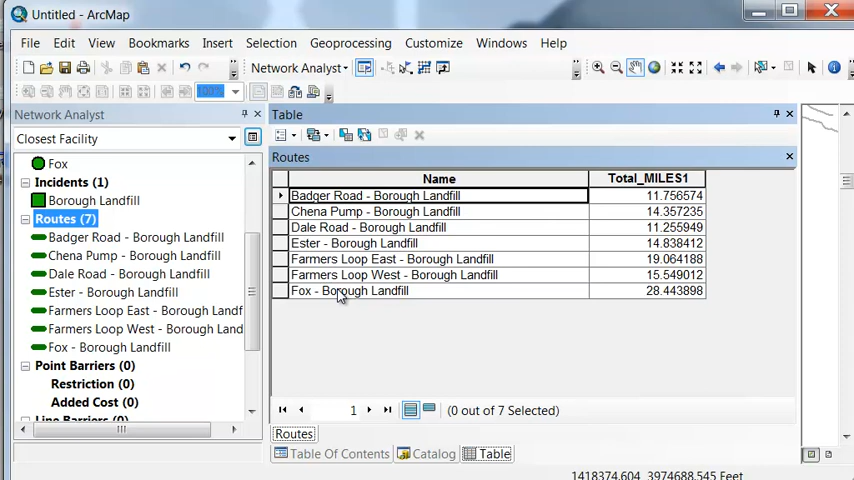 Untitled - ArcMap
File Edit View Bookmarks Insert Selection Geoprocessing Customize Windows Help
Network Analyst
100%
Network Analyst
Closest Facility
Fox
Incidents (1)
Borough Landfill
Routes (7)
Badger Road - Borough Landfill
Chena Pump - Borough Landfill
Dale Road - Borough Landfill
Ester - Borough Landfill
Farmers Loop East - Borough Landf
Farmers Loop West - Borough Land
Fox - Borough Landfill
Point Barriers (0)
Restriction (0)
Added Cost (0)
Line Barriers (0)
Table
Routes
Name Total_MILES1
Badger Road - Borough Landfill 11.756574
Chena Pump - Borough Landfill 14.357235
Dale Road - Borough Landfill 11.255949
Ester - Borough Landfill 14.838412
Farmers Loop East - Borough Landfill 19.064188
Farmers Loop West - Borough Landfill 15.549012
Fox - Borough Landfill 28.443898
1 (0 out of 7 Selected)
Routes
Table Of Contents Catalog Table
1418374.604 3974688.545 Feet